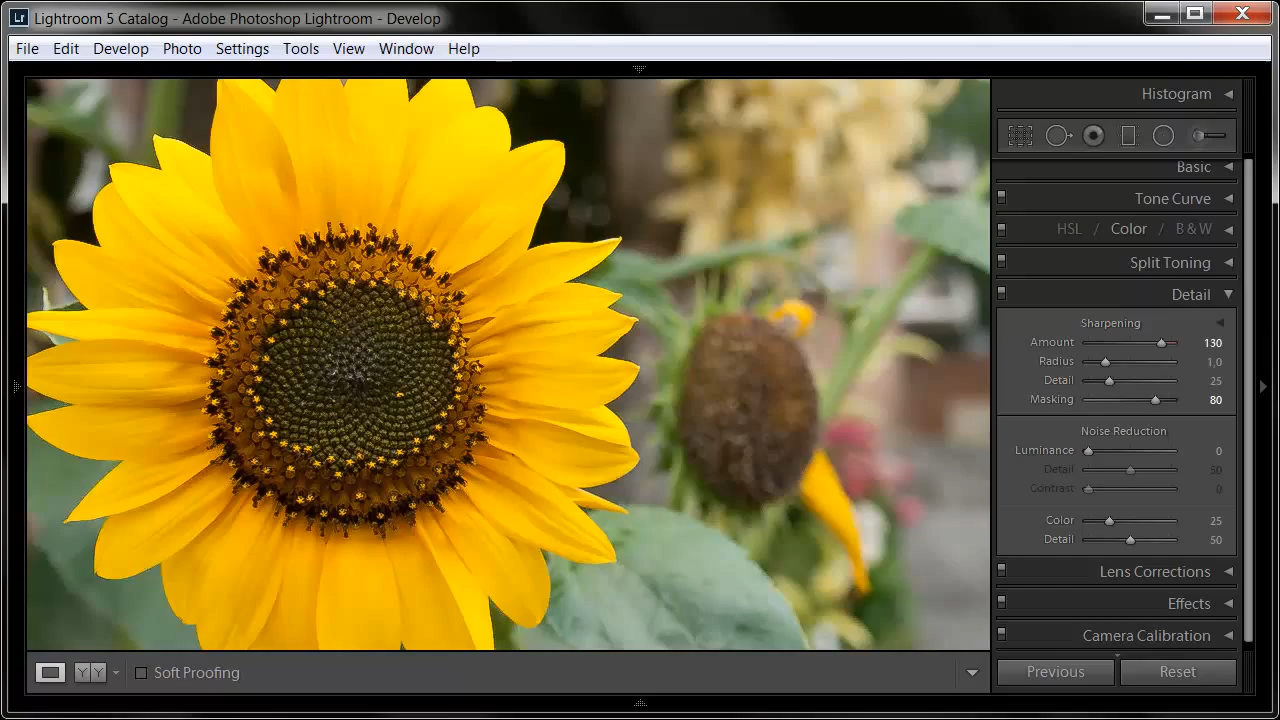 Lr Lightroom 5 Catalog - Adobe Photoshop Lightroom - Develop
File Edit Develop Photo Settings Tools View Window Help
Histogram
Basic
Tone Curve
HSL / Color / B & W
Split Toning
Detail
Sharpening
Amount 130
Radius 1,0
Detail 25
Masking 80
Noise Reduction
Luminance 0
Detail 50
Contrast 0
Color 25
Detail 50
Lens Corrections
Effects
Camera Calibration
Y Y Soft Proofing
Previous Reset